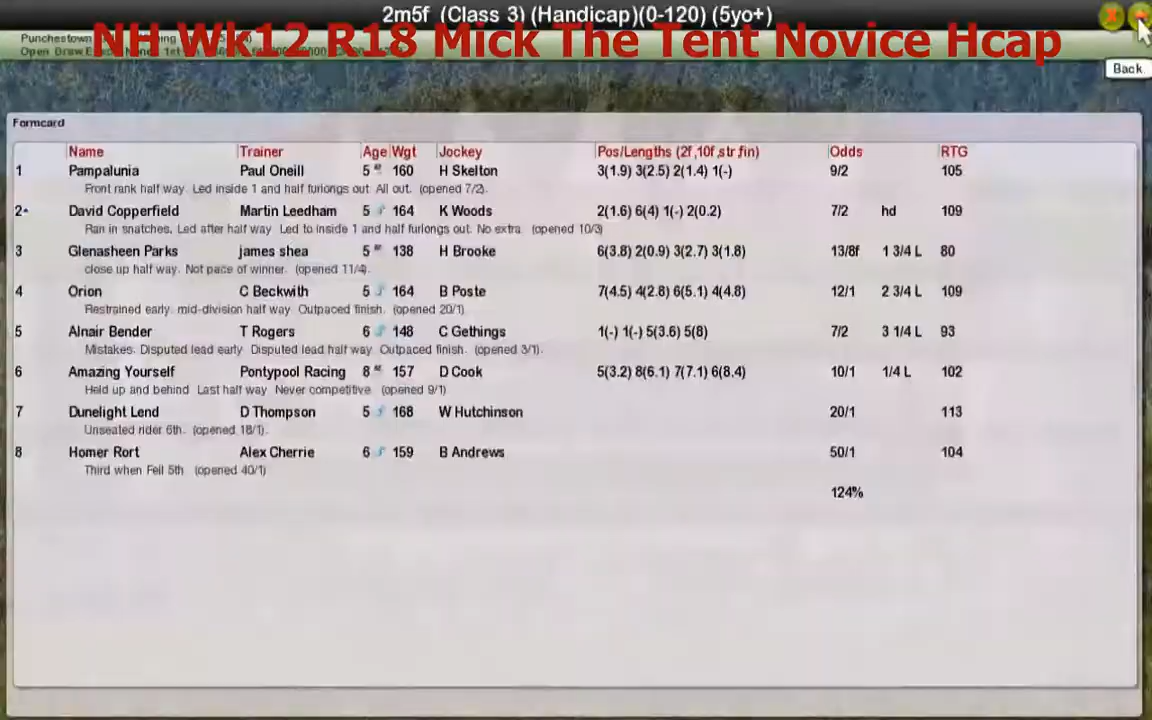 2m5f (Class 3) (Handicap)(0-120) (5yo+)
Punchestown
NH Wk12 R18 Mick The Tent Novice Hcap
Back
Formcard
Name Trainer Age Wgt Jockey Pos/Lengths (2f,10f,str,fin) Odds RTG
1 Pampalunia Paul Oneill 5 160 H Skelton 3(1.9) 3(2.5) 2(1.4) 1(-) 9/2 105
Front rank half way. Led inside 1 and half furlongs out. All out. (opened 7/2).
2 David Copperfield Martin Leedham 5 164 K Woods 2(1.6) 6(4) 1(-) 2(0.2) 7/2 hd 109
Ran in snatches. Led after half way. Led to inside 1 and half furlongs out. No extra. (opened 10/3)
3 Glenasheen Parks james shea 5 138 H Brooke 6(3.8) 2(0.9) 3(2.7) 3(1.8) 13/8f 1 3/4 L 80
close up half way. Not pace of winner. (opened 11/4).
4 Orion C Beckwith 5 164 B Poste 7(4.5) 4(2.8) 6(5.1) 4(4.8) 12/1 2 3/4 L 109
Restrained early. mid-division half way. Outpaced finish. (opened 20/1)
5 Alnair Bender T Rogers 6 148 C Gethings 1(-) 1(-) 5(3.6) 5(8) 7/2 3 1/4 L 93
Mistakes. Disputed lead early. Disputed lead half way. Outpaced finish. (opened 3/1).
6 Amazing Yourself Pontypool Racing 8 157 D Cook 5(3.2) 8(6.1) 7(7.1) 6(8.4) 10/1 1/4 L 102
Held up and behind. Last half way. Never competitive. (opened 9/1)
7 Dunelight Lend D Thompson 5 168 W Hutchinson 20/1 113
Unseated rider 6th. (opened 18/1).
8 Homer Rort Alex Cherrie 6 159 B Andrews 50/1 104
Third when Fell 5th (opened 40/1)
124%